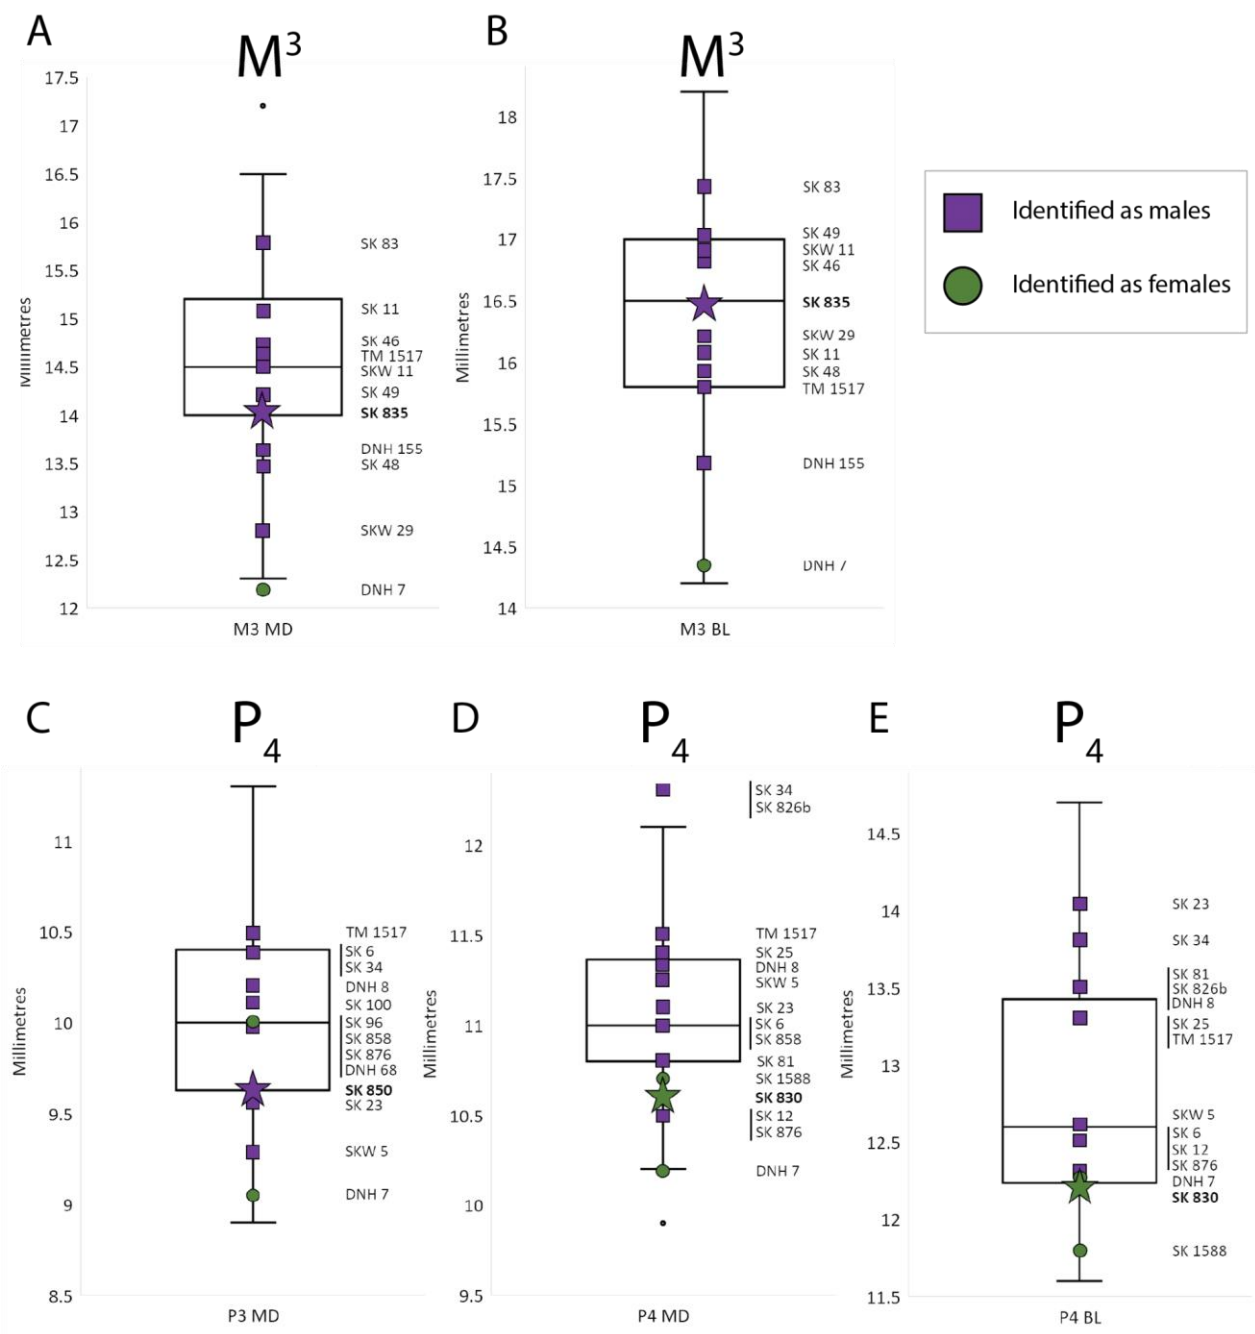 A
M³
17.5
17
16.5
16
15.5
15
14.5
14
13.5
13
12.5
12
Millimetres
SK 83
SK 11
SK 46
TM 1517
SKW 11
SK 49
SK 835
DNH 155
SK 48
SKW 29
DNH 7
M3 MD
B
M³
18
17.5
17
16.5
16
15.5
15
14.5
14
Millimetres
SK 83
SK 49
SKW 11
SK 46
SK 835
SKW 29
SK 11
SK 48
TM 1517
DNH 155
DNH 7
M3 BL
Identified as males
Identified as females
C
P₄
11
10.5
10
9.5
9
8.5
Millimetres
TM 1517
SK 6
SK 34
DNH 8
SK 100
SK 96
SK 858
SK 876
DNH 68
SK 850
SK 23
SKW 5
DNH 7
P3 MD
D
P₄
12
11.5
11
10.5
10
9.5
Millimetres
SK 34
SK 826b
TM 1517
SK 25
DNH 8
SKW 5
SK 23
SK 6
SK 858
SK 81
SK 1588
SK 830
SK 12
SK 876
DNH 7
P4 MD
E
P₄
14.5
14
13.5
13
12.5
12
11.5
Millimetres
SK 23
SK 34
SK 81
SK 826b
DNH 8
SK 25
TM 1517
SKW 5
SK 6
SK 12
SK 876
DNH 7
SK 830
SK 1588
P4 BL